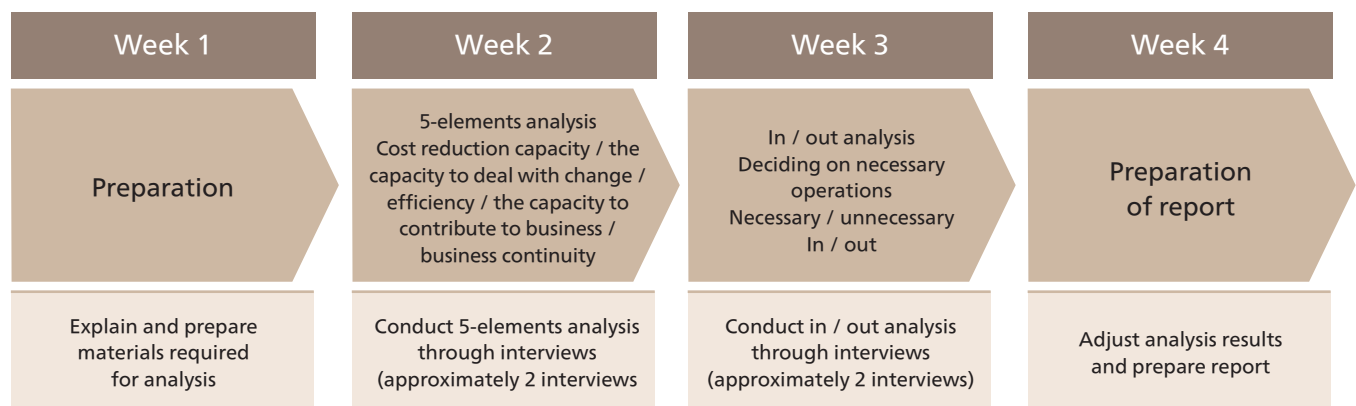 Week 1
Week 2
Week 3
Week 4
Preparation
5-elements analysis
Cost reduction capacity / the
capacity to deal with change /
efficiency / the capacity to
contribute to business /
business continuity
In / out analysis
Deciding on necessary
operations
Necessary / unnecessary
In / out
Preparation
of report
Explain and prepare
materials required
for analysis
Conduct 5-elements analysis
through interviews
(approximately 2 interviews
Conduct in / out analysis
through interviews
(approximately 2 interviews)
Adjust analysis results
and prepare report